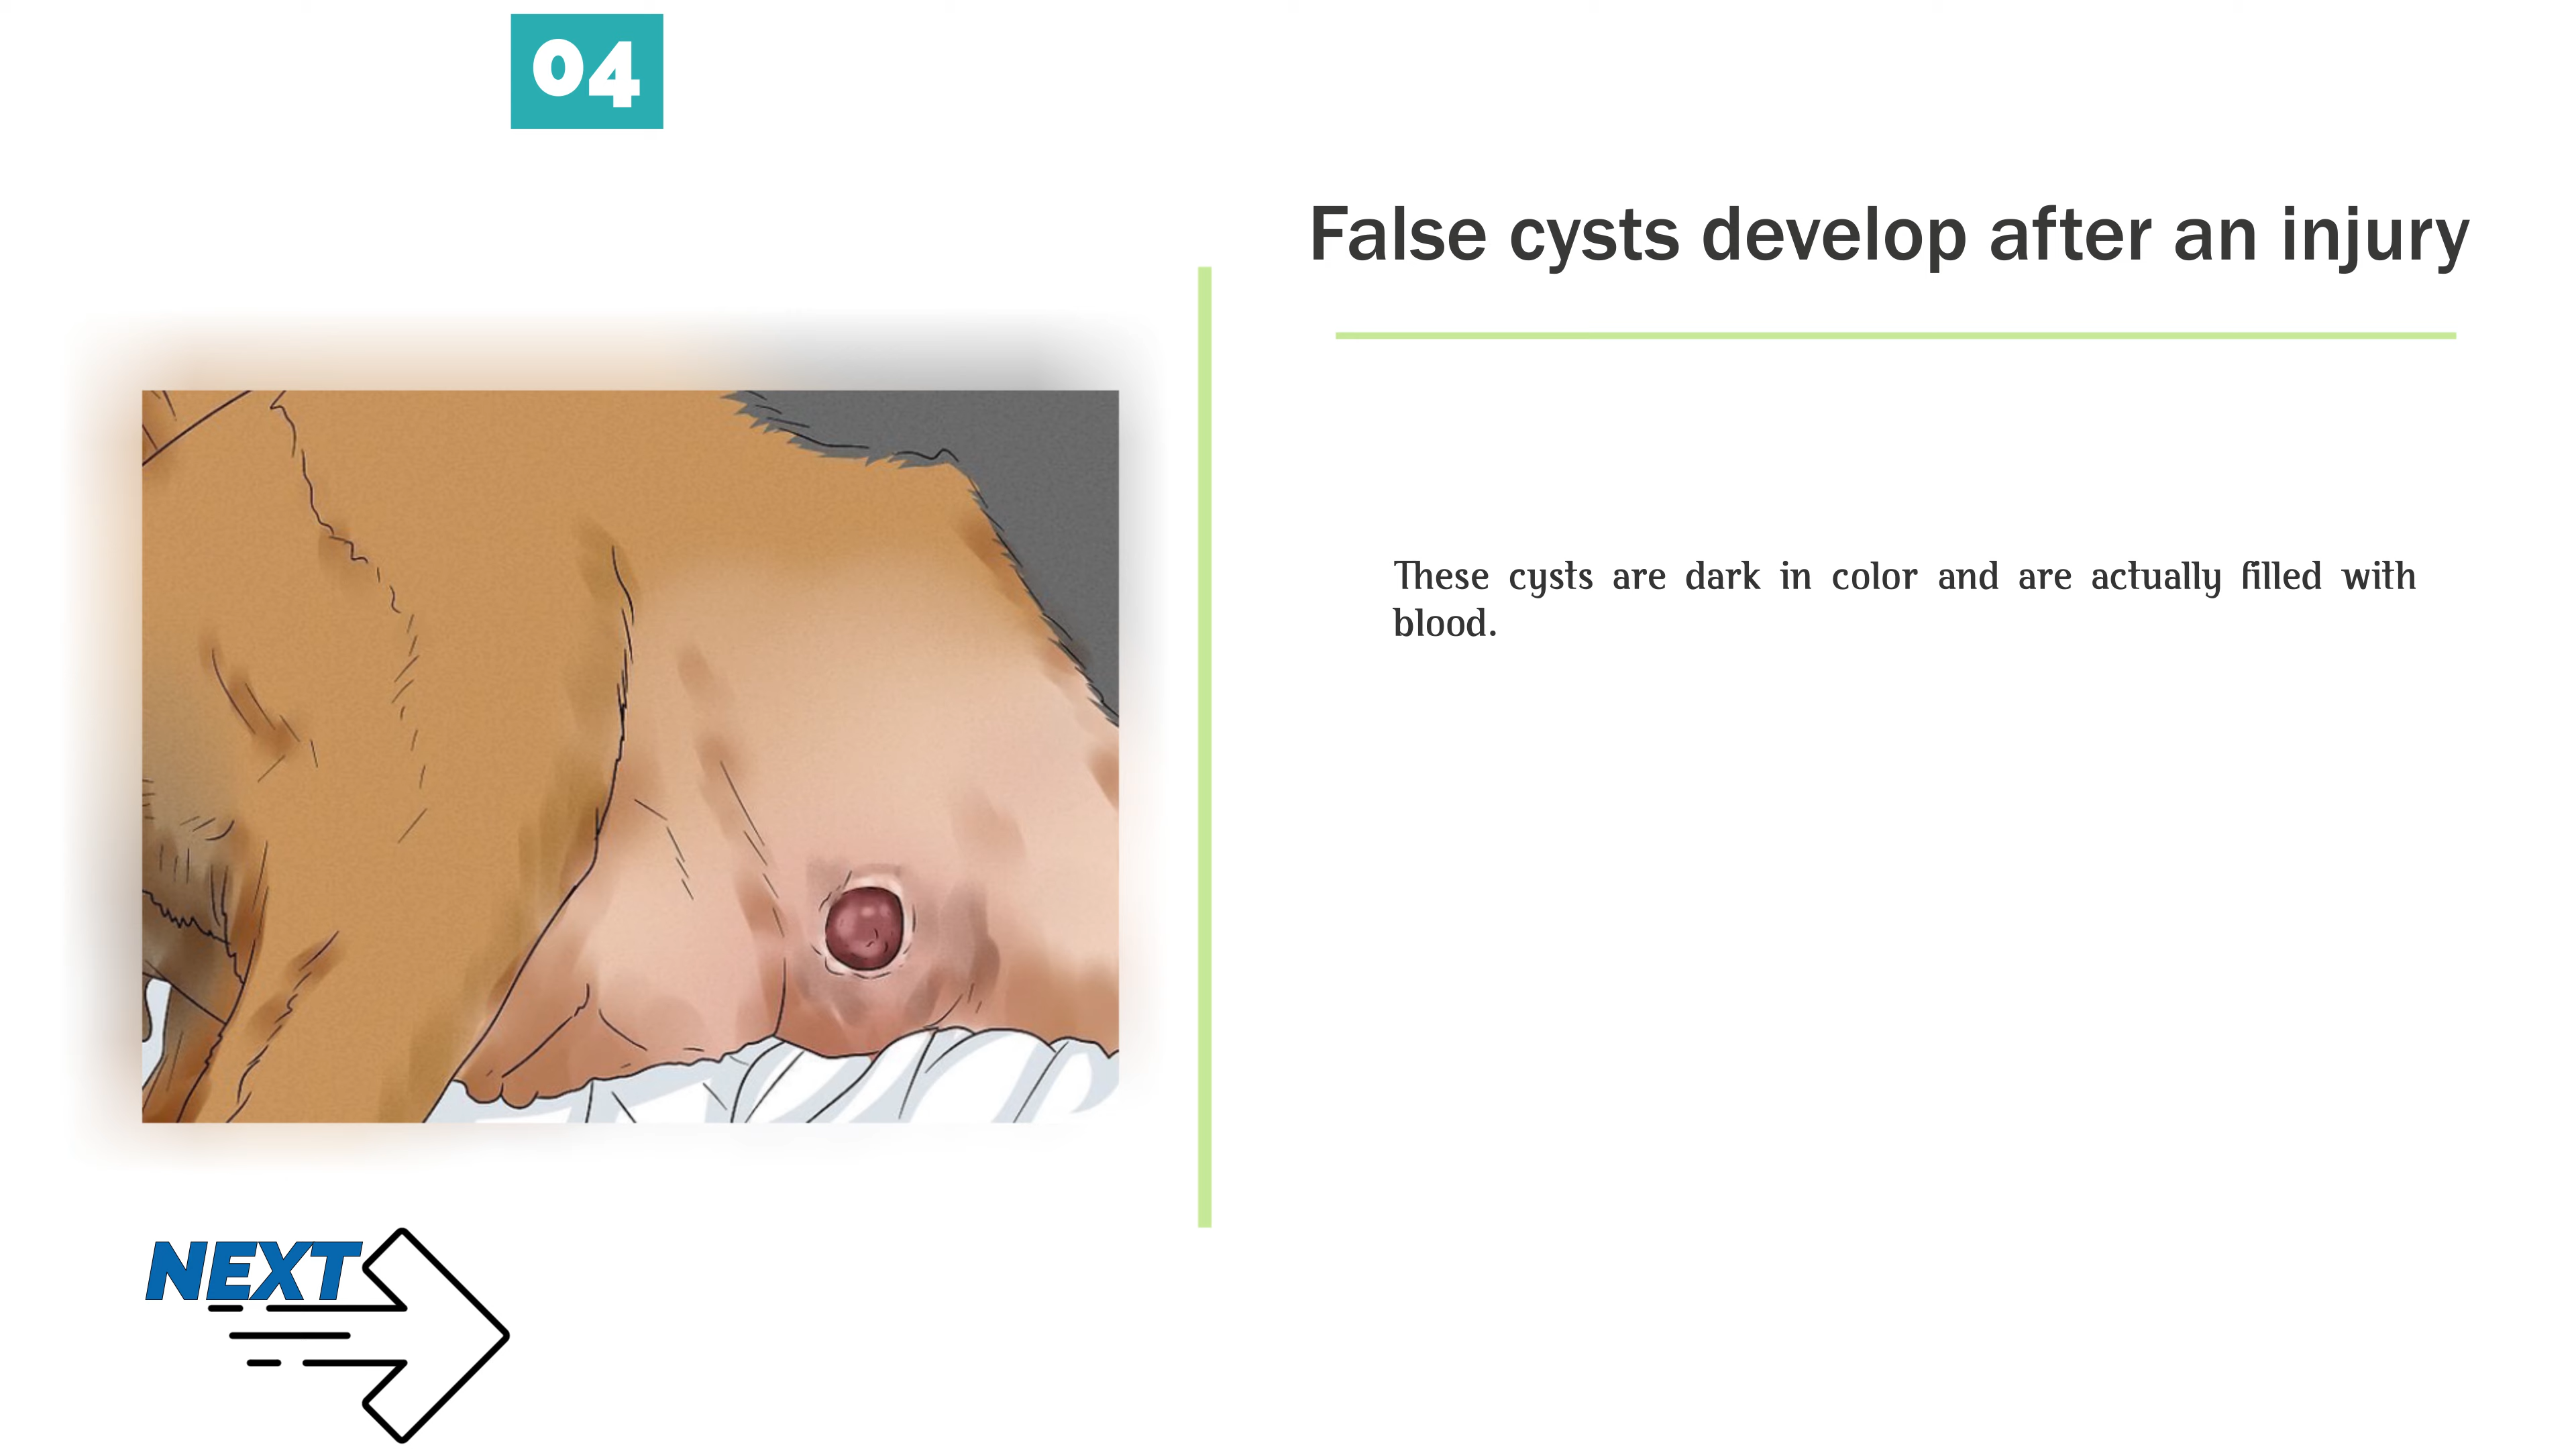 04
False cysts develop after an injury
These cysts are dark in color and are actually filled with
blood.
NEXT